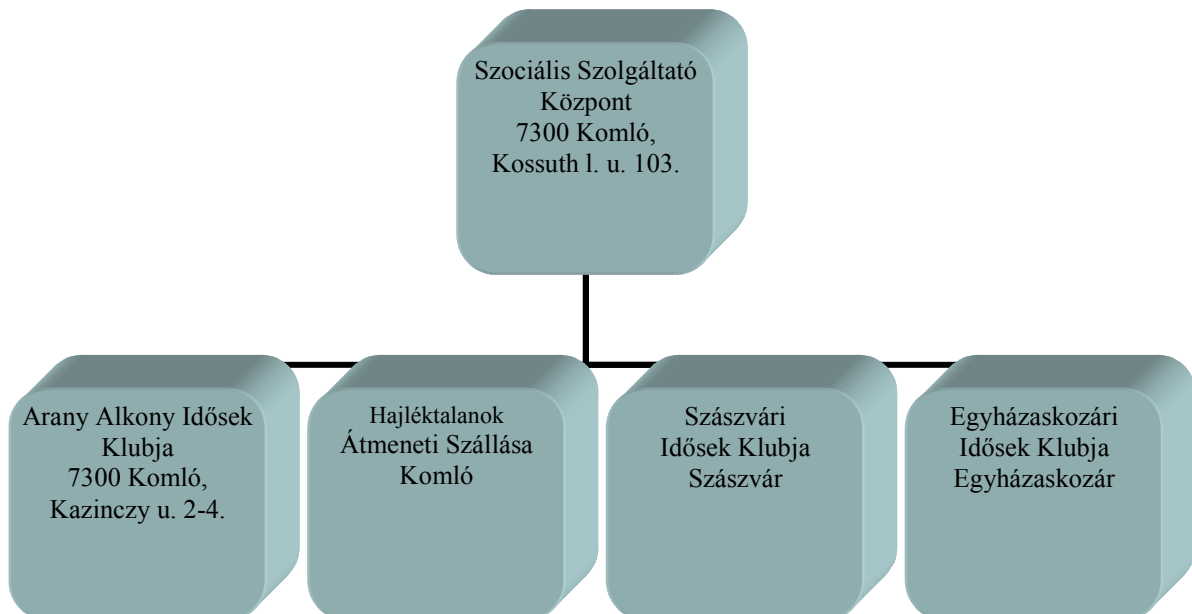 Szociális Szolgáltató
Központ
7300 Komló,
Kossuth l. u. 103.
Arany Alkony Idősek
Klubja
7300 Komló,
Kazinczy u. 2-4.
Hajléktalanok
Átmeneti Szállása
Komló
Szászvári
Idősek Klubja
Szászvár
Egyházaskozári
Idősek Klubja
Egyházaskozár